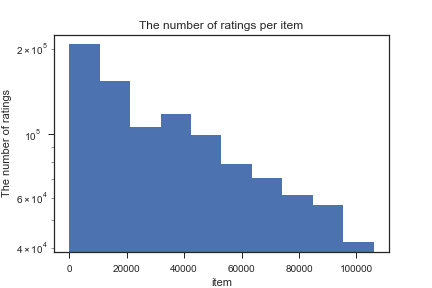 The number of ratings per item
2 × 10⁵
10⁵
6 × 10⁴
4 × 10⁴
The number of ratings
0 20000 40000 60000 80000 100000
item